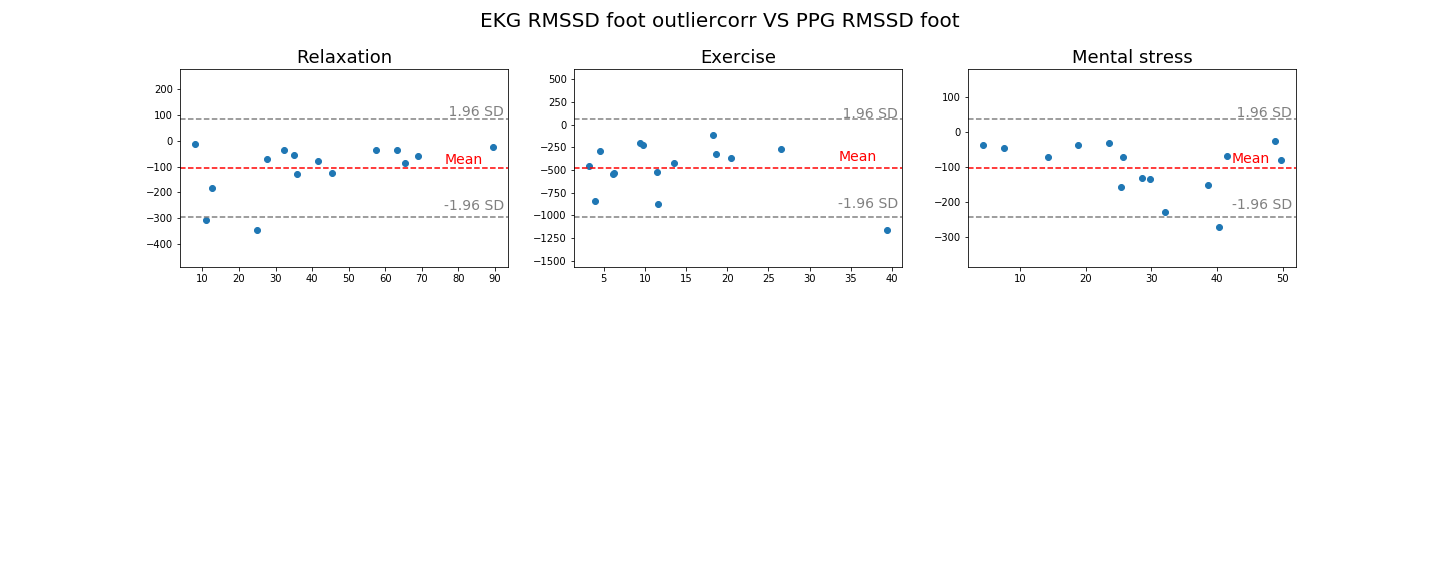 EKG RMSSD foot outliercorr VS PPG RMSSD foot
Relaxation
200
100
0
−100
−200
−300
−400
1.96 SD
Mean
-1.96 SD
10 20 30 40 50 60 70 80 90
Exercise
500
250
0
−250
−500
−750
−1000
−1250
−1500
1.96 SD
Mean
-1.96 SD
5 10 15 20 25 30 35 40
Mental stress
100
0
−100
−200
−300
1.96 SD
Mean
-1.96 SD
10 20 30 40 50